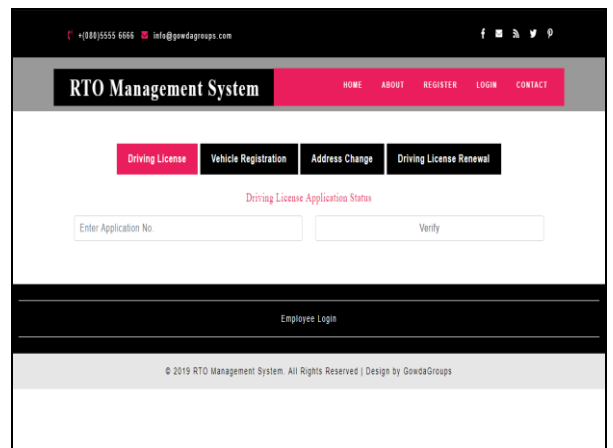 +(080)5555 6666 info@gowdagroups.com
RTO Management System HOME ABOUT REGISTER LOGIN CONTACT
Driving License Vehicle Registration Address Change Driving License Renewal
Driving License Application Status
Enter Application No. Verify
Employee Login
© 2019 RTO Management System. All Rights Reserved | Design by GowdaGroups